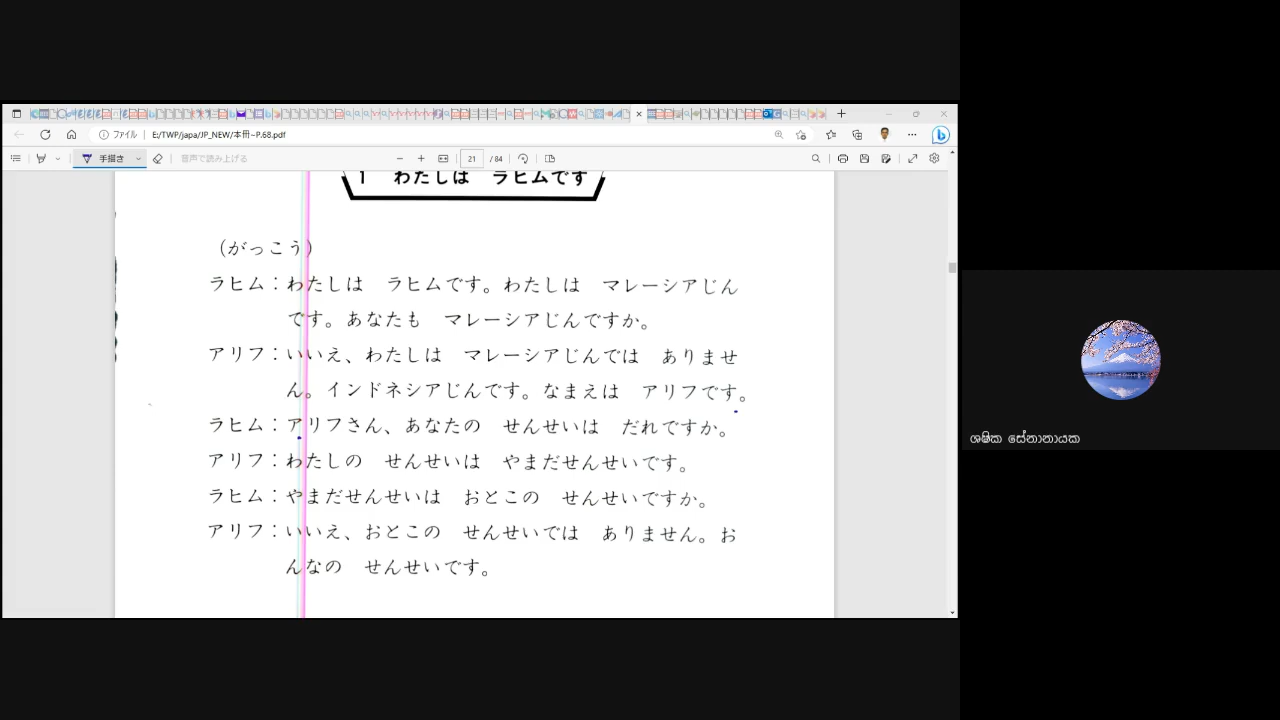 ファイル | E:/TWP/japa/JP_NEW/本冊~P.68.pdf
手描き 音声で読み上げる 21 / 84
1 わたしは ラヒムです
(がっこう)
ラヒム：わたしは ラヒムです。わたしは マレーシアじん
です。あなたも マレーシアじんですか。
アリフ：いいえ、わたしは マレーシアじんでは ありませ
ん。インドネシアじんです。なまえは アリフです。
ラヒム：アリフさん、あなたの せんせいは だれですか。
アリフ：わたしの せんせいは やまだせんせいです。
ラヒム：やまだせんせいは おとこの せんせいですか。
アリフ：いいえ、おとこの せんせいでは ありません。お
んなの せんせいです。
ශෂික සේනානායක